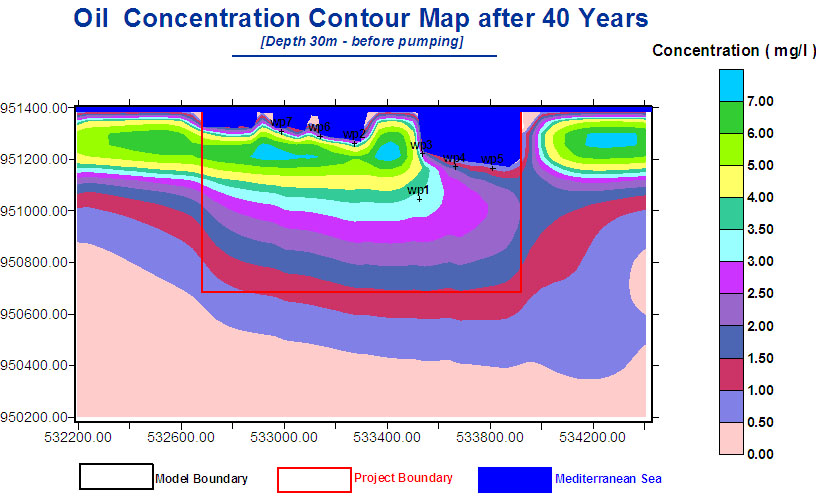 Oil Concentration Contour Map after 40 Years
[Depth 30m - before pumping]
Concentration ( mg/l )
7.00
6.00
5.00
4.00
3.50
3.00
2.50
2.00
1.50
1.00
0.50
0.00
951400.00
951200.00
951000.00
950800.00
950600.00
950400.00
950200.00
wp7
wp6
wp2
wp3
wp4
wp5
wp1
532200.00
532600.00
533000.00
533400.00
533800.00
534200.00
Model Boundary
Project Boundary
Mediterranean Sea